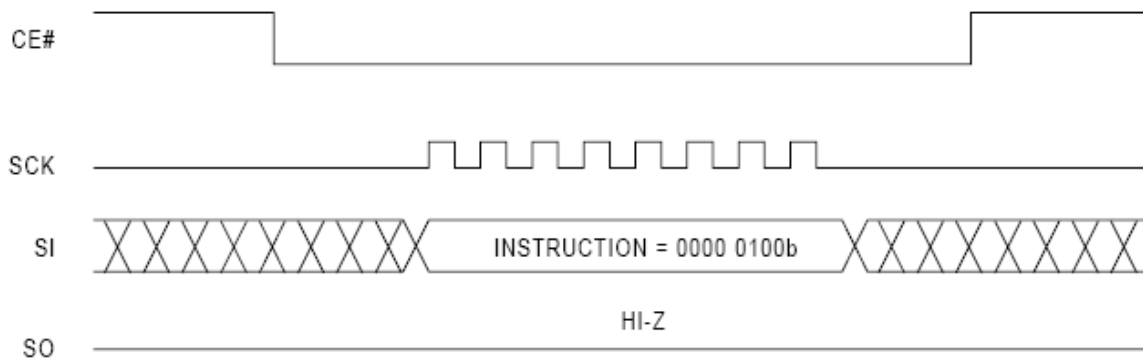 CE#
SCK
SI
INSTRUCTION = 0000 0100b
HI-Z
SO